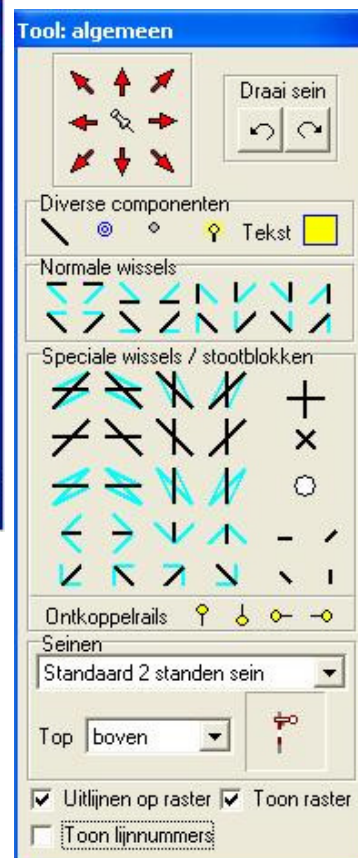 Tool: algemeen
Draai sein
Diverse componenten
Tekst
Normale wissels
Speciale wissels / stootblokken
Ontkoppelrails
Seinen
Standaard 2 standen sein
Top boven
Uitlijnen op raster Toon raster
Toon lijnnummers